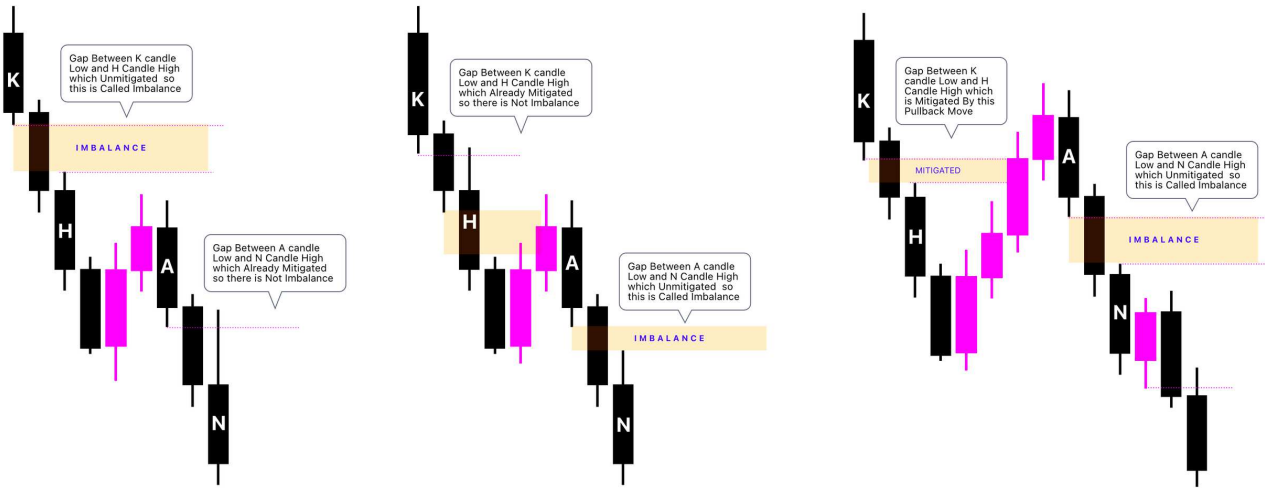 K
Gap Between K candle
Low and H Candle High
which Unmitigated so
this is Called Imbalance
IMBALANCE
H
A
Gap Between A candle
Low and N Candle High
which Already Mitigated
so there is Not Imbalance
N
K
Gap Between K candle
Low and H Candle High
which Already Mitigated
so there is Not Imbalance
H
A
Gap Between A candle
Low and N Candle High
which Unmitigated so
this is Called Imbalance
IMBALANCE
N
K
Gap Between K
candle Low and H
Candle High which
is Mitigated By this
Pullback Move
MITIGATED
H
A
Gap Between A candle
Low and N Candle High
which Unmitigated so
this is Called Imbalance
IMBALANCE
N